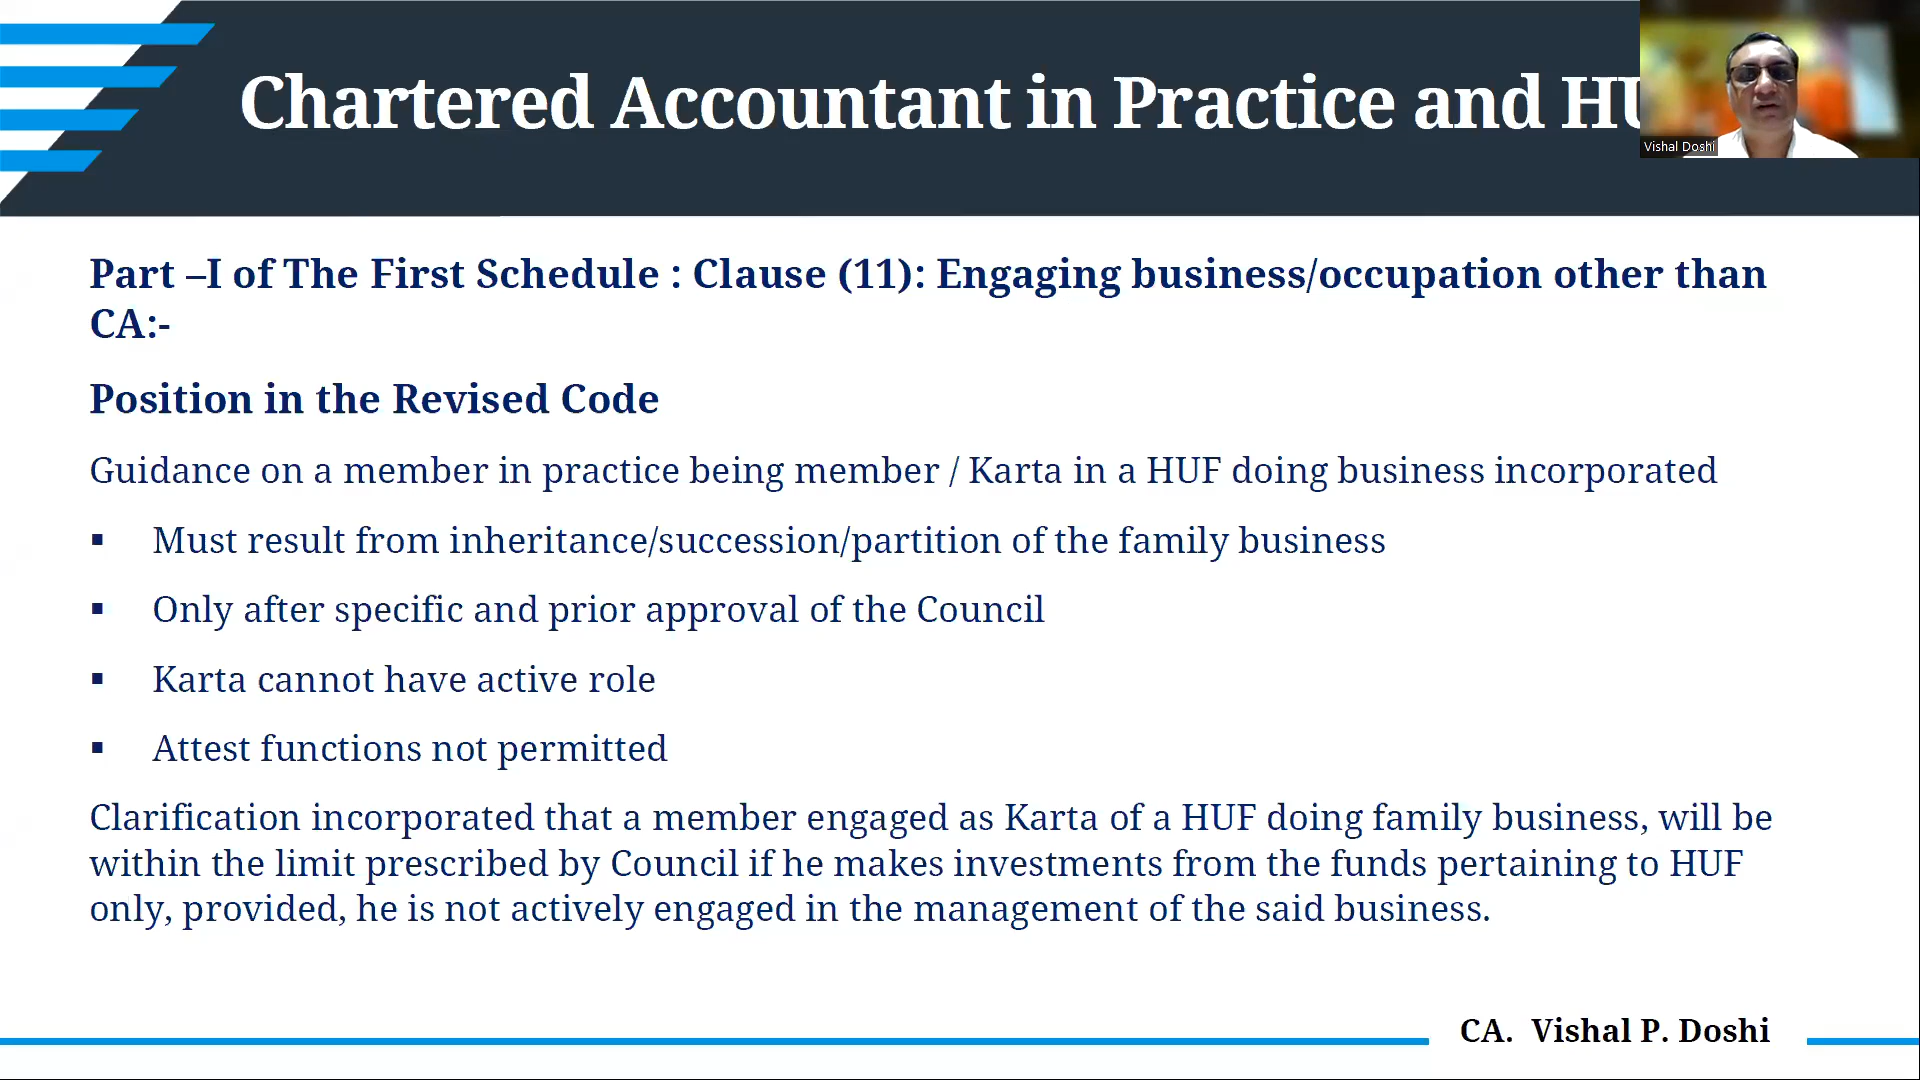 Chartered Accountant in Practice and
Vishal Doshi
Part –I of The First Schedule : Clause (11): Engaging business/occupation other than
CA:-
Position in the Revised Code
Guidance on a member in practice being member / Karta in a HUF doing business incorporated
▪ Must result from inheritance/succession/partition of the family business
▪ Only after specific and prior approval of the Council
▪ Karta cannot have active role
▪ Attest functions not permitted
Clarification incorporated that a member engaged as Karta of a HUF doing family business, will be
within the limit prescribed by Council if he makes investments from the funds pertaining to HUF
only, provided, he is not actively engaged in the management of the said business.
CA. Vishal P. Doshi